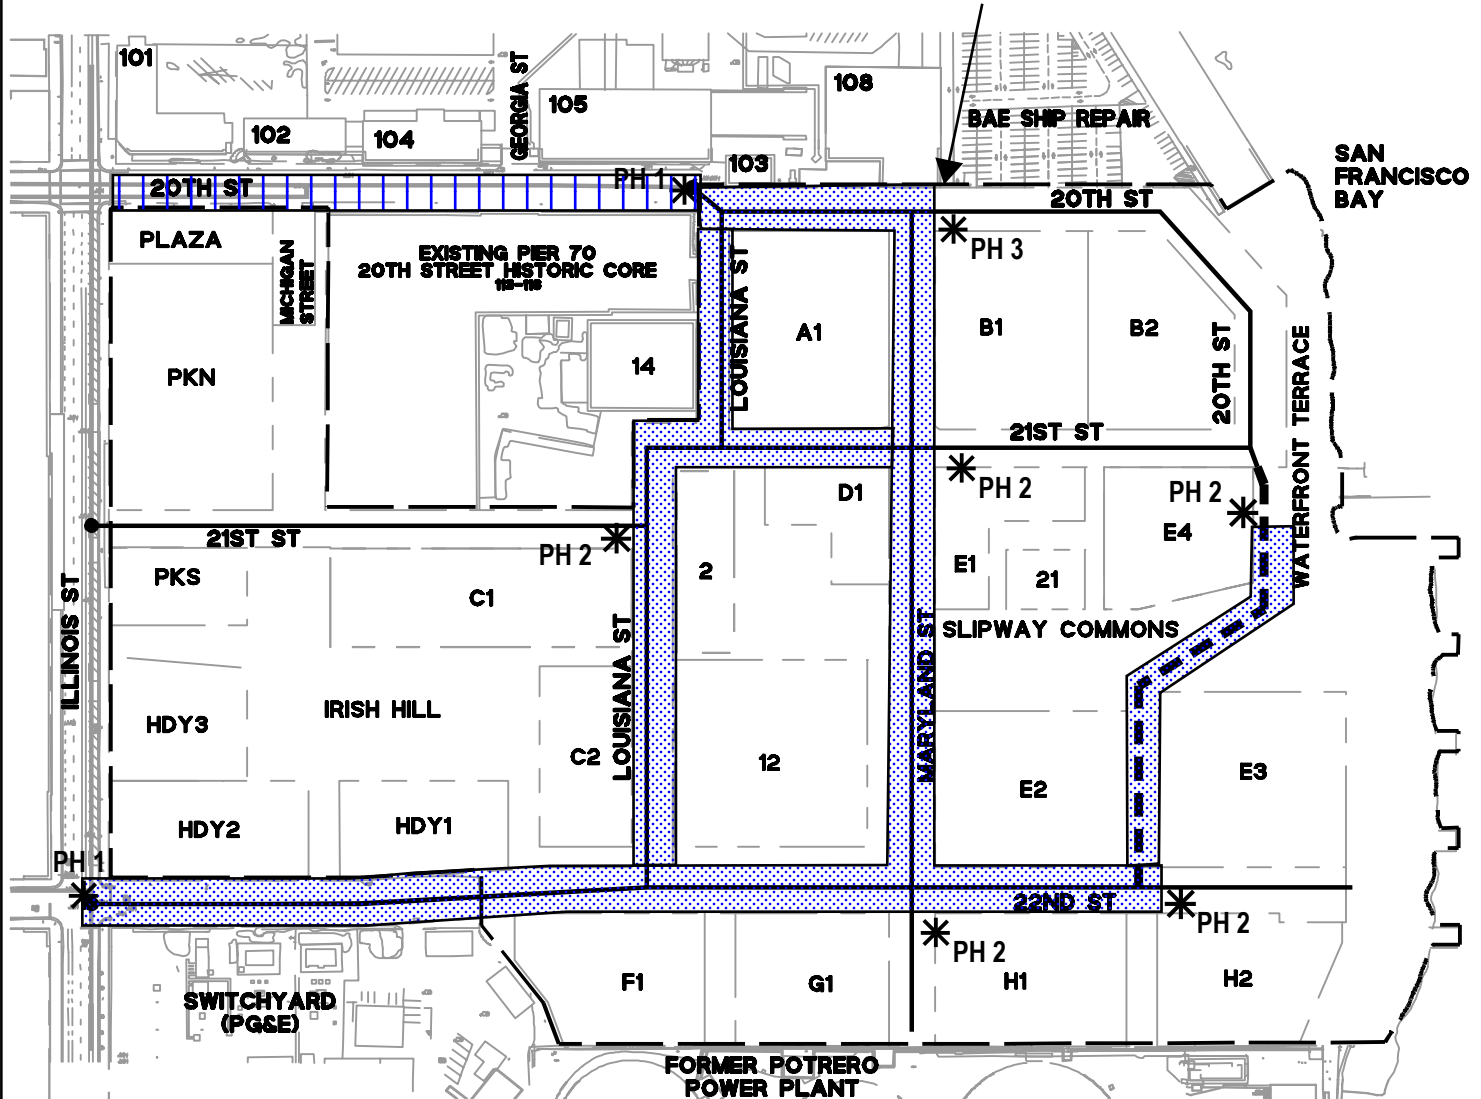 101
102
104
GEORGIA ST
105
103
108
BAE SHIP REPAIR
SAN
FRANCISCO
BAY
20TH ST
PH 1
20TH ST
PLAZA
MICHIGAN
STREET
EXISTING PIER 70
20TH STREET HISTORIC CORE
PH 3
LOUISIANA ST
A1
B1
B2
20TH ST
WATERFRONT TERRACE
14
PKN
21ST ST
PH 2
PH 2
D1
E4
21ST ST
PH 2
PKS
C1
2
E1
21
ILLINOIS ST
LOUISIANA ST
MARYLAND ST
SLIPWAY COMMONS
HDY3
IRISH HILL
C2
12
E2
E3
HDY2
HDY1
PH 1
22ND ST
PH 2
PH 2
F1
G1
H1
H2
SWITCHYARD
(PG&E)
FORMER POTRERO
POWER PLANT